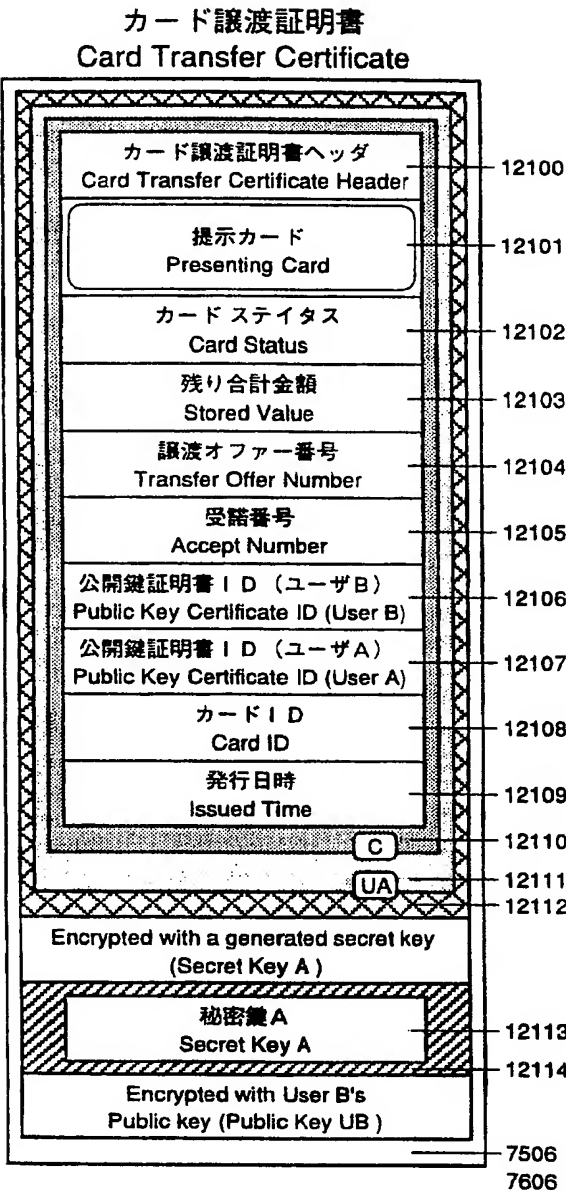 カード譲渡証明書
Card Transfer Certificate
カード譲渡証明書ヘッダ
Card Transfer Certificate Header
12100
提示カード
Presenting Card
12101
カード ステイタス
Card Status
12102
残り合計金額
Stored Value
12103
譲渡オファー番号
Transfer Offer Number
12104
受諾番号
Accept Number
12105
公開鍵証明書ＩＤ（ユーザB）
Public Key Certificate ID (User B)
12106
公開鍵証明書ＩＤ（ユーザA）
Public Key Certificate ID (User A)
12107
カードＩＤ
Card ID
12108
発行日時
Issued Time
12109
C
12110
UA
12111
12112
Encrypted with a generated secret key
(Secret Key A )
秘密鍵A
Secret Key A
12113
12114
Encrypted with User B's
Public key (Public Key UB )
7506
7606